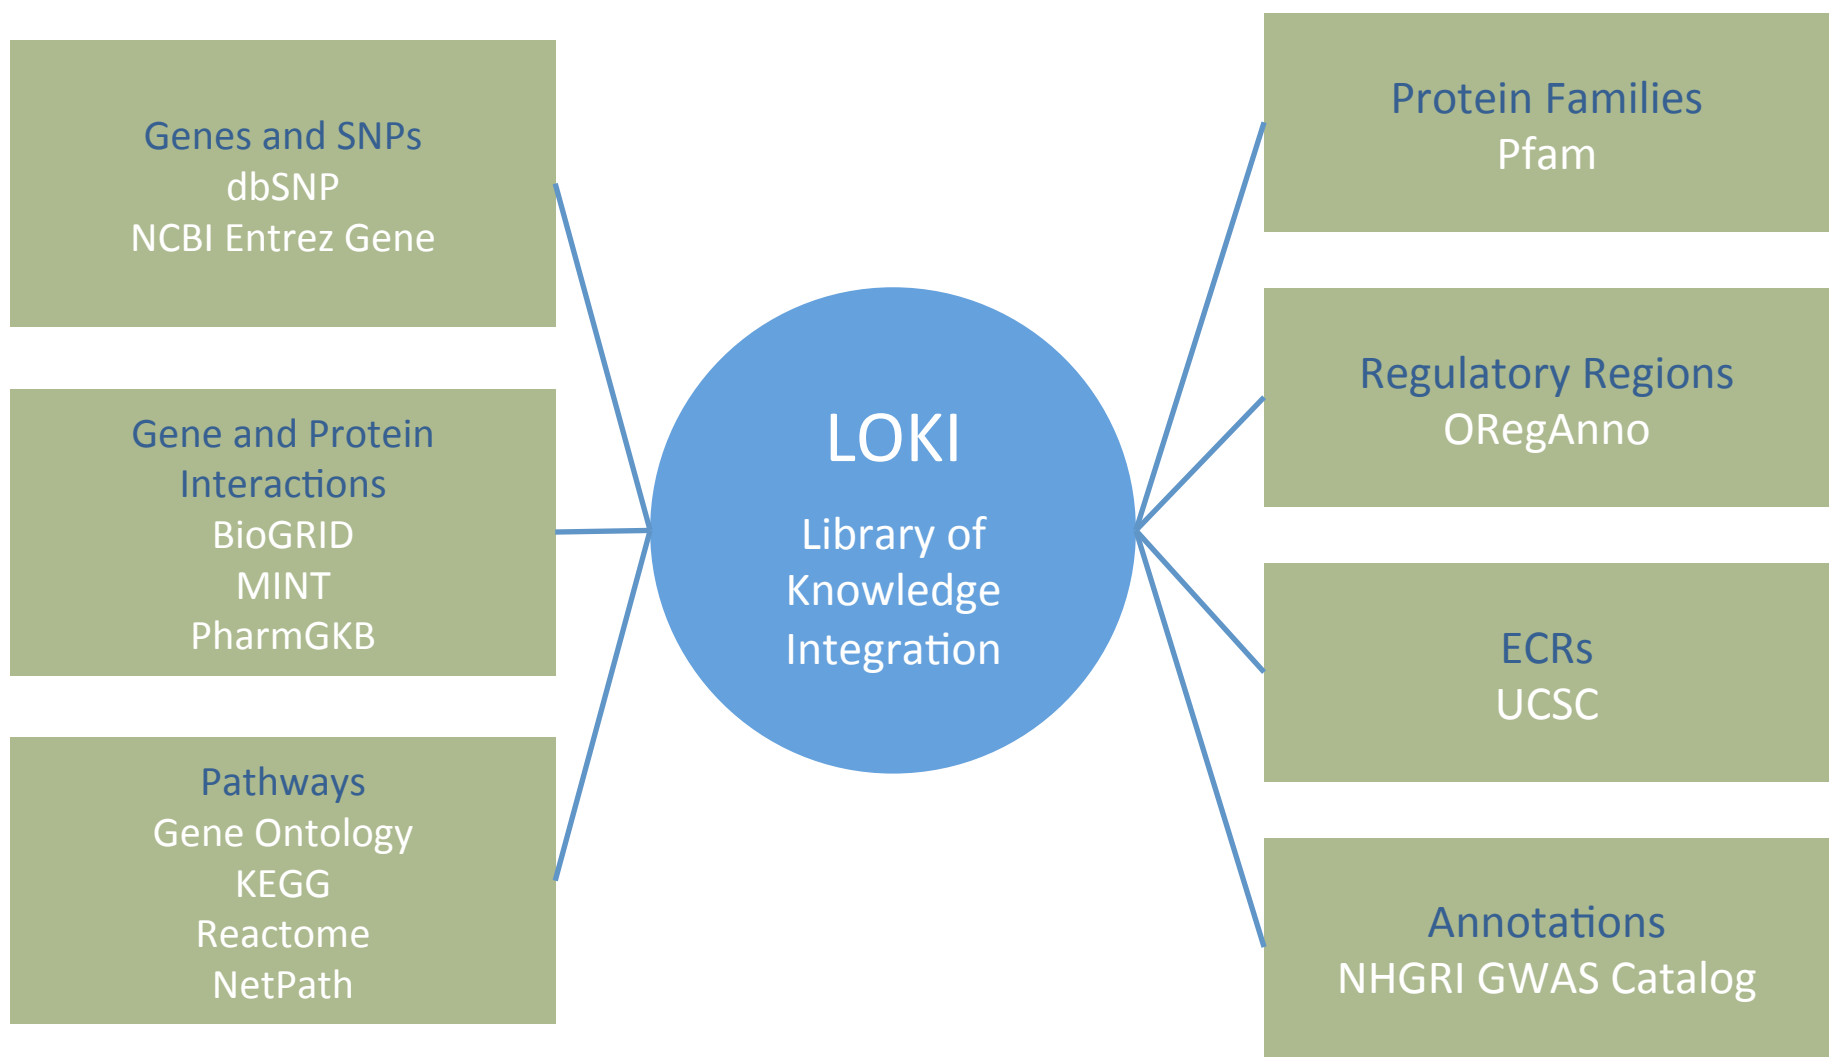 Genes and SNPs
dbSNP
NCBI Entrez Gene
Gene and Protein
Interactions
BioGRID
MINT
PharmGKB
Pathways
Gene Ontology
KEGG
Reactome
NetPath
LOKI
Library of
Knowledge
Integration
Protein Families
Pfam
Regulatory Regions
ORegAnno
ECRs
UCSC
Annotations
NHGRI GWAS Catalog